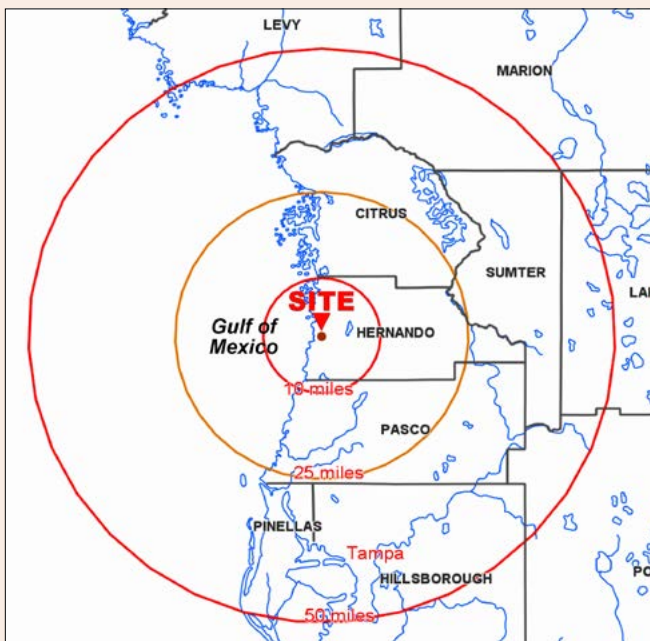 LEVY
MARION
CITRUS
SUMTER
LA
SITE
Gulf of
Mexico
HERNANDO
10 miles
PASCO
25 miles
PINELLAS
Tampa
HILLSBOROUGH
PO
50 miles